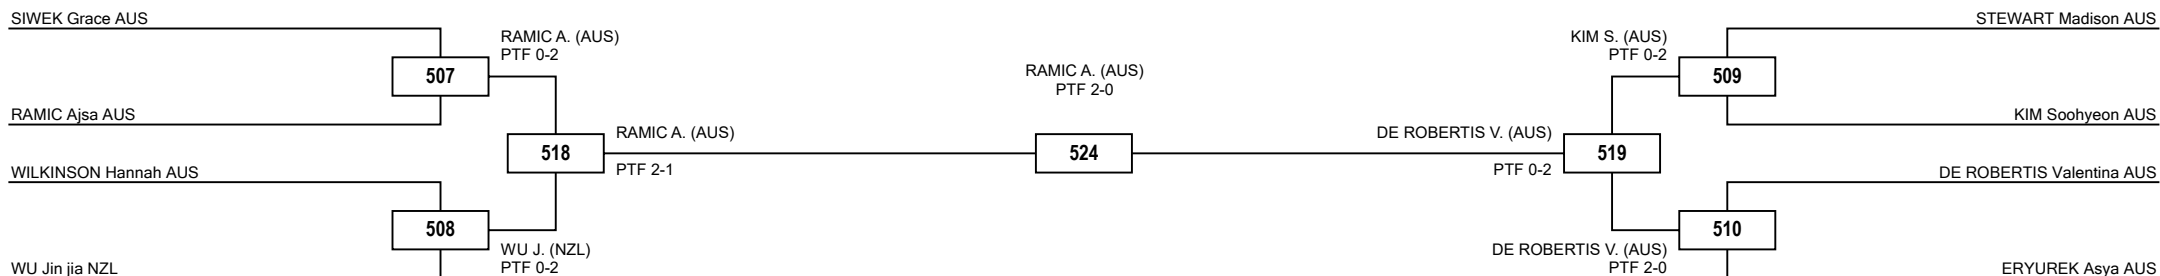 SIWEK Grace AUS
RAMIC A. (AUS)
PTF 0-2
507
RAMIC Ajsa AUS
RAMIC A. (AUS)
518
PTF 2-1
WILKINSON Hannah AUS
508
WU J. (NZL)
PTF 0-2
WU Jin jia NZL
RAMIC A. (AUS)
PTF 2-0
524
STEWART Madison AUS
KIM S. (AUS)
PTF 0-2
509
KIM Soohyeon AUS
DE ROBERTIS V. (AUS)
519
PTF 0-2
DE ROBERTIS Valentina AUS
510
DE ROBERTIS V. (AUS)
PTF 2-0
ERYUREK Asya AUS